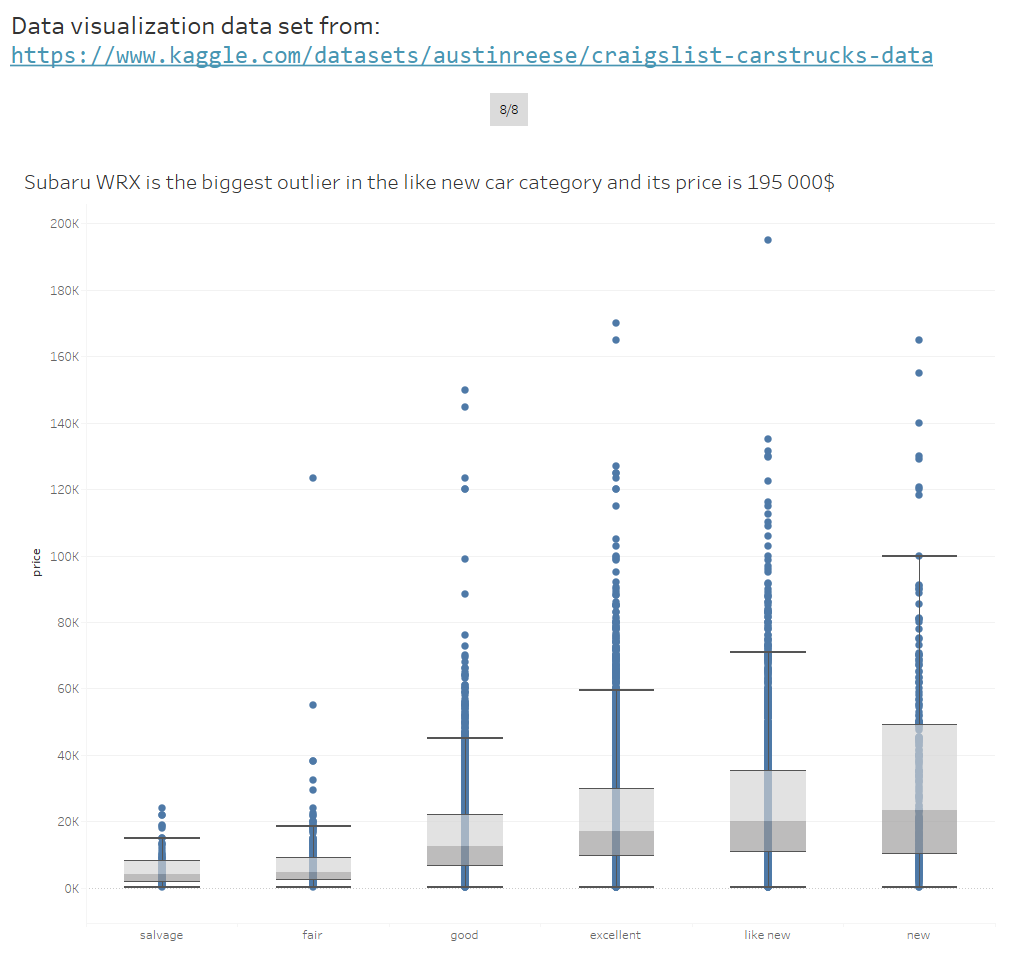 Data visualization data set from:
https://www.kaggle.com/datasets/austinreese/craigslist-carstrucks-data
8/8
Subaru WRX is the biggest outlier in the like new car category and its price is 195 000$
200K
180K
160K
140K
120K
100K
80K
60K
40K
20K
0K
price
salvage fair good excellent like new new